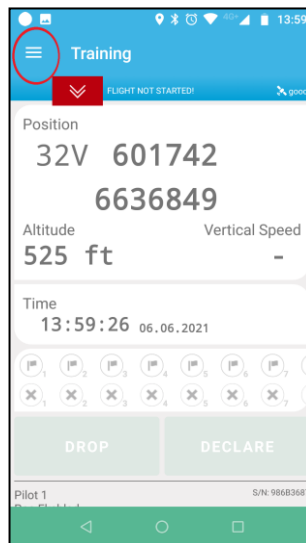 4G+ 13:59
Training
FLIGHT NOT STARTED! good
Position
32V 601742
6636849
Altitude Vertical Speed
525 ft -
Time
13:59:26 06.06.2021
1 2 3 4 5 6 7
1 2 3 4 5 6 7
DROP DECLARE
Pilot 1 S/N: 986B368